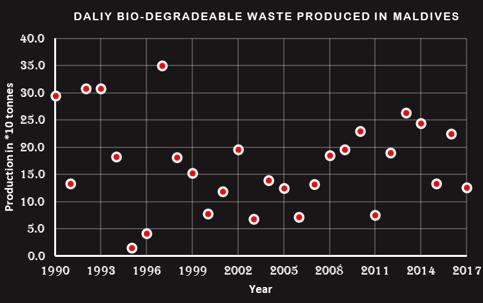 DALIY BIO-DEGRADEABLE WASTE PRODUCED IN MALDIVES
Production in *10 tonnes
40.0
35.0
30.0
25.0
20.0
15.0
10.0
5.0
0.0
1990 1993 1996 1999 2002 2005 2008 2011 2014 2017
Year